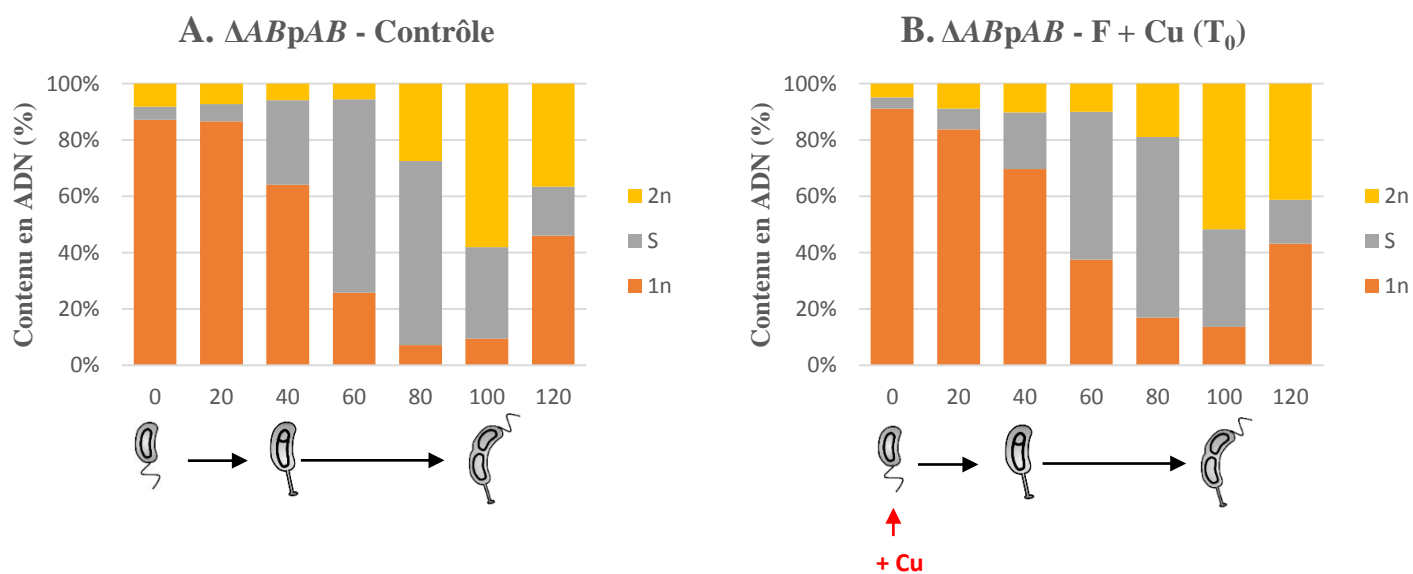 A. ΔABpAB - Contrôle
Contenu en ADN (%)
100%
80%
60%
40%
20%
0%
0 20 40 60 80 100 120
2n
S
1n
B. ΔABpAB - F + Cu (T0)
Contenu en ADN (%)
100%
80%
60%
40%
20%
0%
0 20 40 60 80 100 120
2n
S
1n
+ Cu